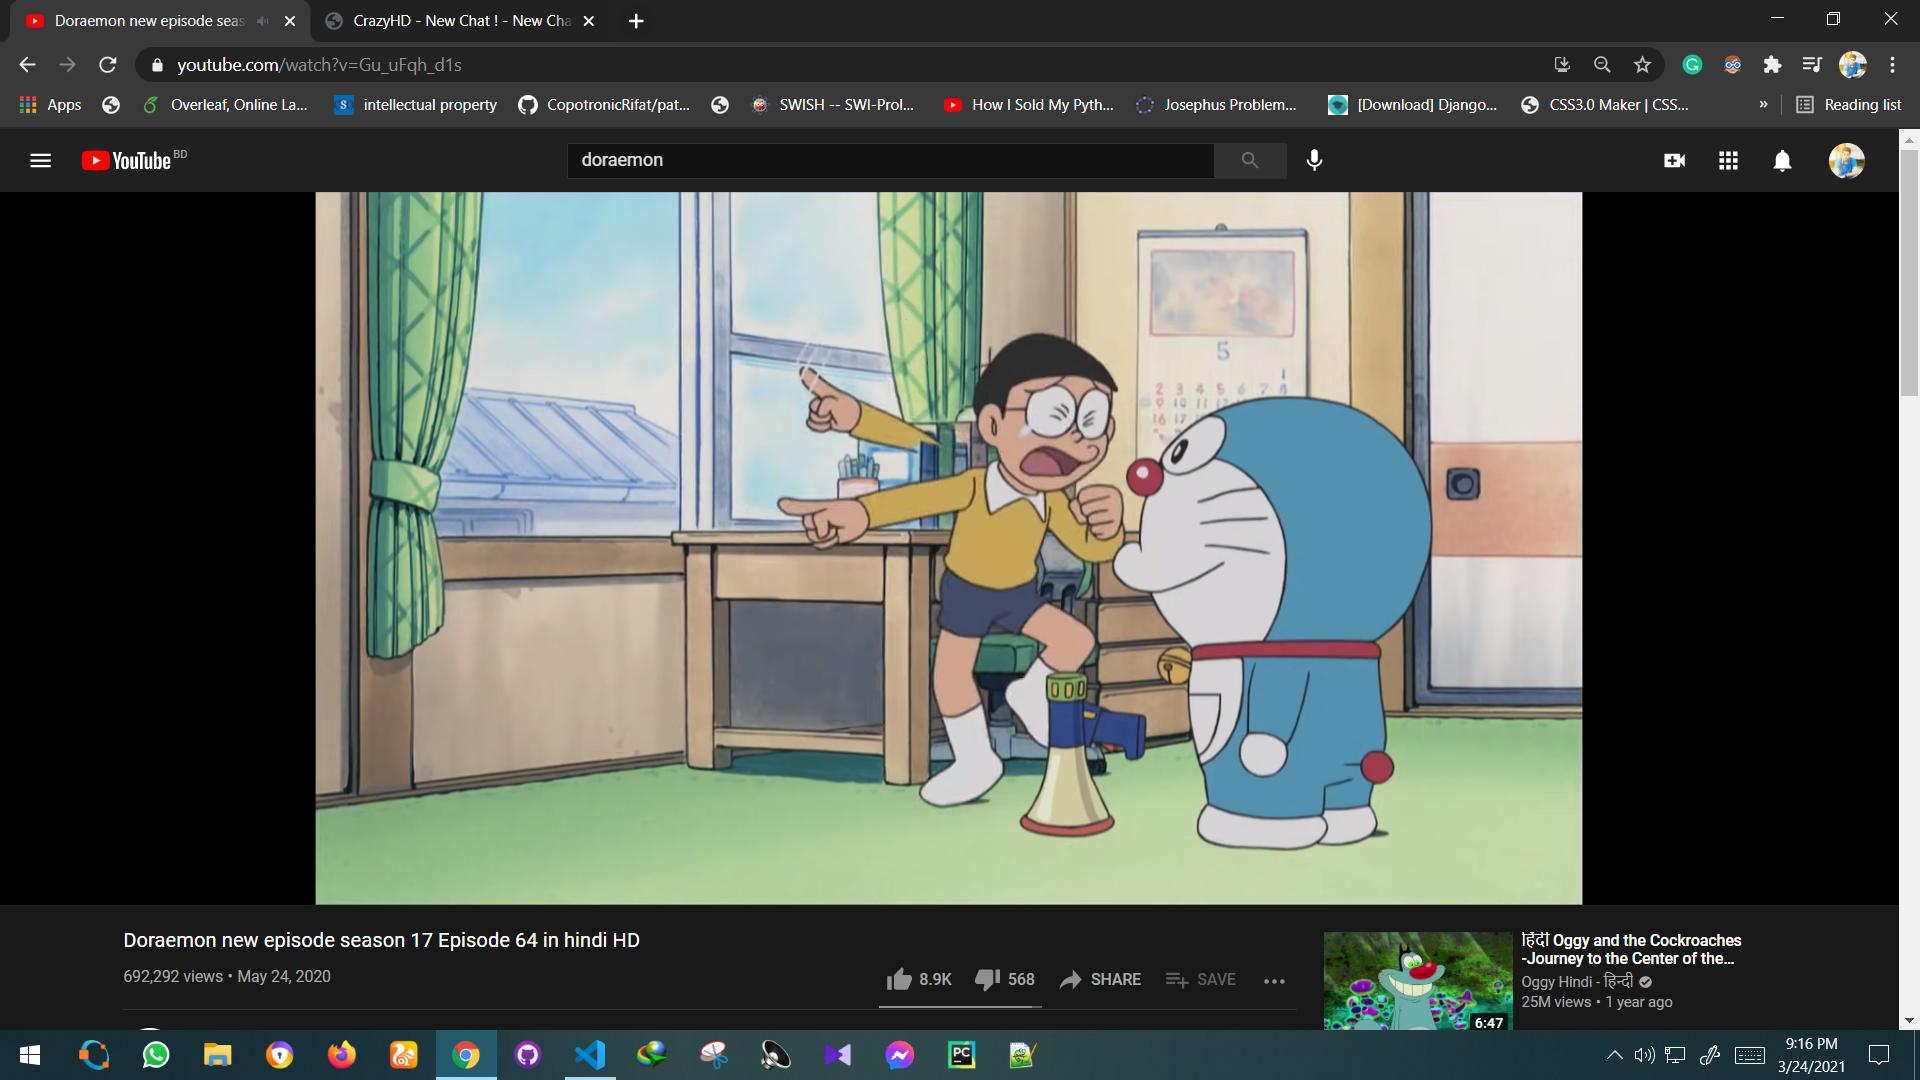 Doraemon new episode seas
CrazyHD - New Chat ! - New Cha
youtube.com/watch?v=Gu_uFqh_d1s
Apps
Overleaf, Online La...
intellectual property
CopotronicRifat/pat...
SWISH -- SWI-Prol...
How I Sold My Pyth...
Josephus Problem...
[Download] Django...
CSS3.0 Maker | CSS...
»
Reading list
YouTube BD
doraemon
5
1
2 3 4 5 6 7 8
9 10 11 12
16 17
Doraemon new episode season 17 Episode 64 in hindi HD
692,292 views • May 24, 2020
8.9K
568
SHARE
SAVE
हिंदी Oggy and the Cockroaches
-Journey to the Center of the...
Oggy Hindi - हिन्दी
25M views • 1 year ago
6:47
PC
9:16 PM
3/24/2021